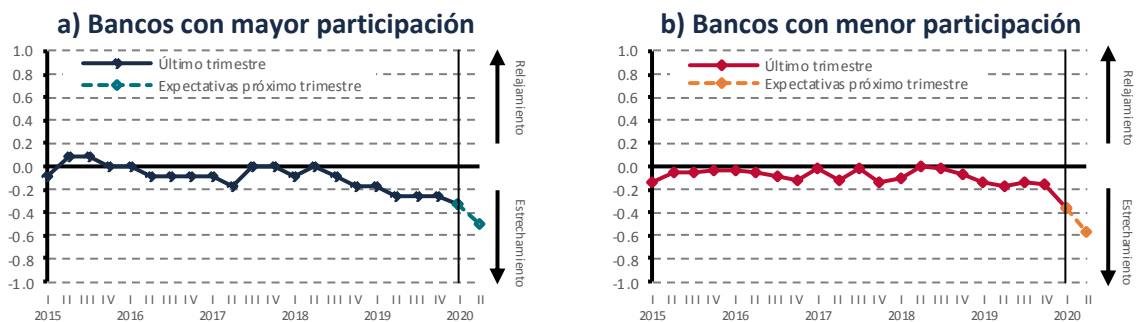 a) Bancos con mayor participación
1.0
0.8
0.6
0.4
0.2
0.0
-0.2
-0.4
-0.6
-0.8
-1.0
Último trimestre
Expectativas próximo trimestre
Relajamiento
Estrechamiento
I II III IV I II III IV I II III IV I II III IV I II III IV I II
2015 2016 2017 2018 2019 2020
b) Bancos con menor participación
1.0
0.8
0.6
0.4
0.2
0.0
-0.2
-0.4
-0.6
-0.8
-1.0
Último trimestre
Expectativas próximo trimestre
Relajamiento
Estrechamiento
I II III IV I II III IV I II III IV I II III IV I II III IV I II
2015 2016 2017 2018 2019 2020